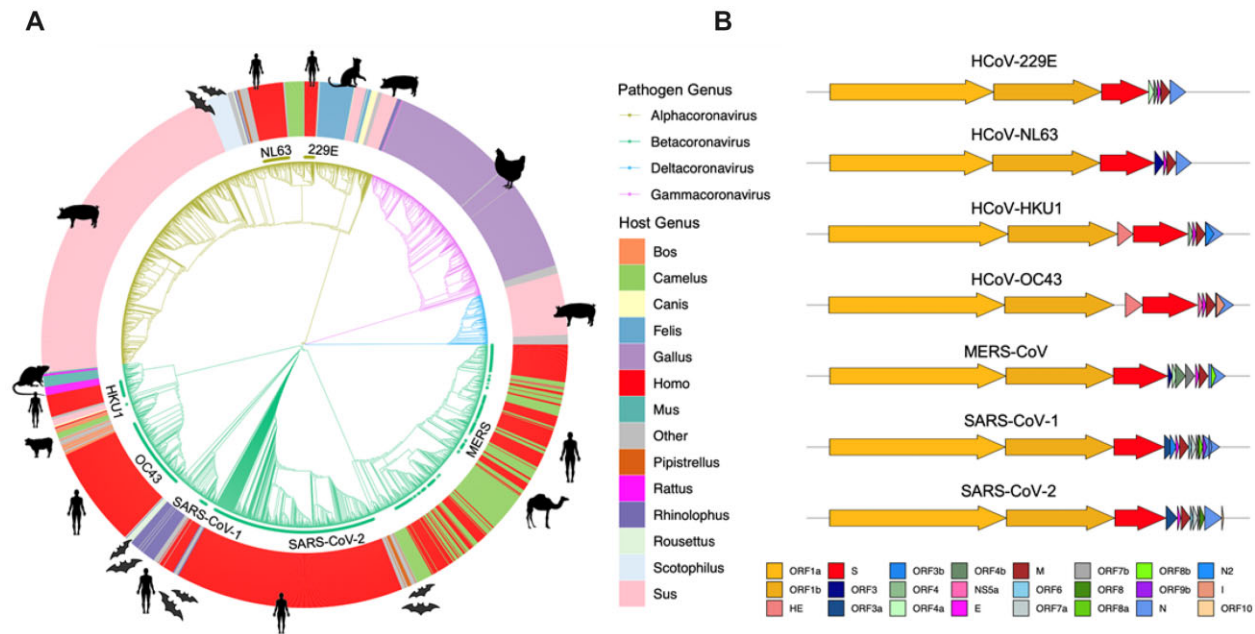 A
B
NL63
229E
HKU1
OC43
SARS-CoV-1
SARS-CoV-2
MERS
Pathogen Genus
Alphacoronavirus
Betacoronavirus
Deltacoronavirus
Gammacoronavirus
Host Genus
Bos
Camelus
Canis
Felis
Gallus
Homo
Mus
Other
Pipistrellus
Rattus
Rhinolophus
Rousettus
Scotophilus
Sus
HCoV-229E
HCoV-NL63
HCoV-HKU1
HCoV-OC43
MERS-CoV
SARS-CoV-1
SARS-CoV-2
ORF1a S ORF3b ORF4b M ORF7b ORF8b N2
ORF1b ORF3 ORF4 NS5a ORF6 ORF8 ORF9b I
HE ORF3a ORF4a E ORF7a ORF8a N ORF10